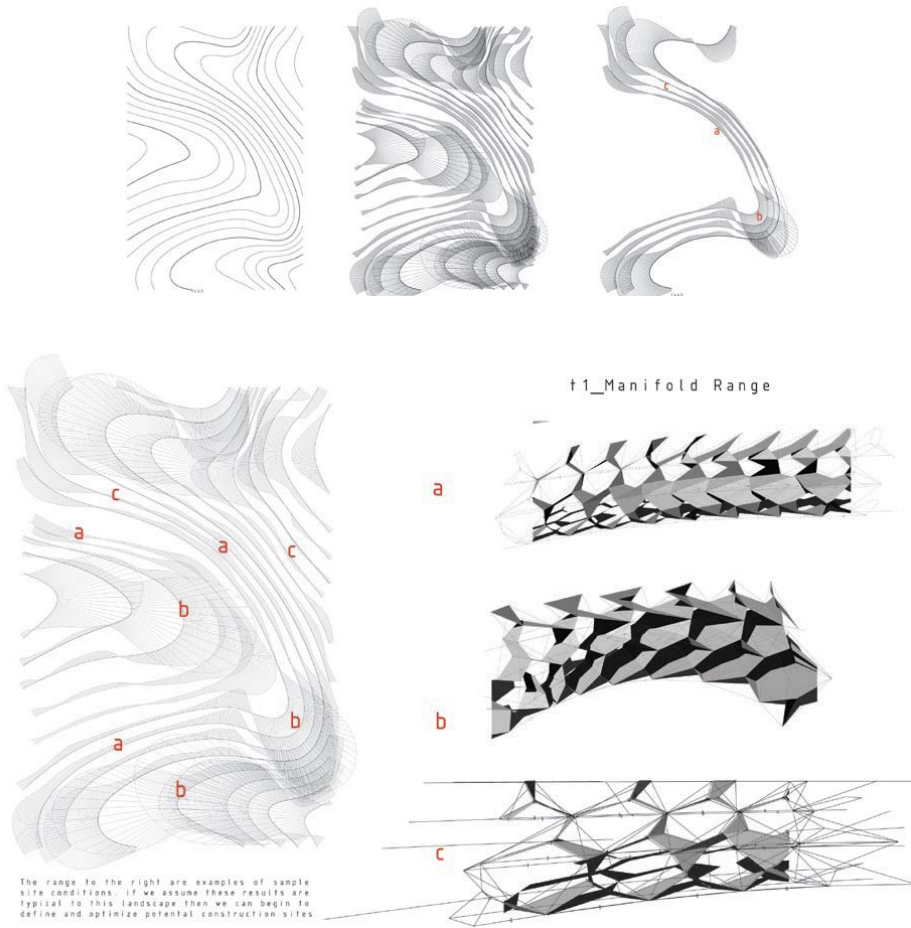 c
a
b
t1_Manifold Range
a
c
a
a
c
b
b
b
a
b
c
The range to the right are examples of sample
site conditions. if we assume these results are
typical to this landscape then we can begin to
define and optimize potental construction sites